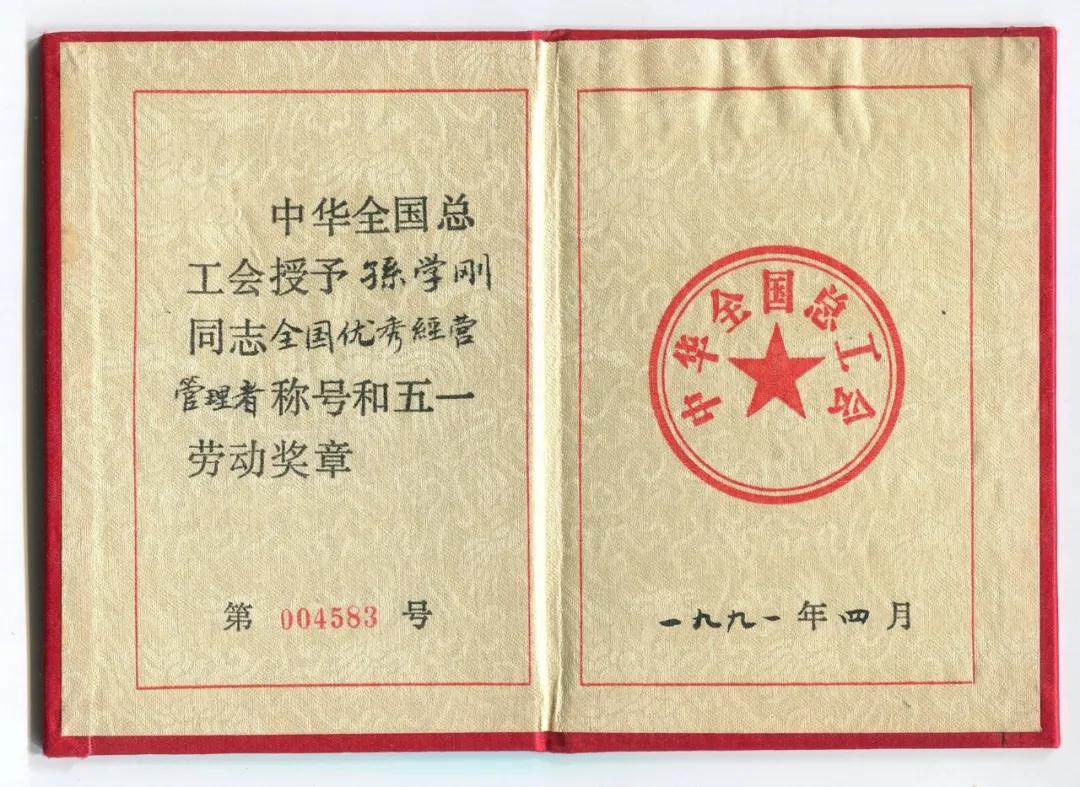 中华全国总
工会授予孫学刚
同志全国优秀經营
管理者称号和五一
劳动奖章
第 004583 号
中华全国总工会
一九九一年四月